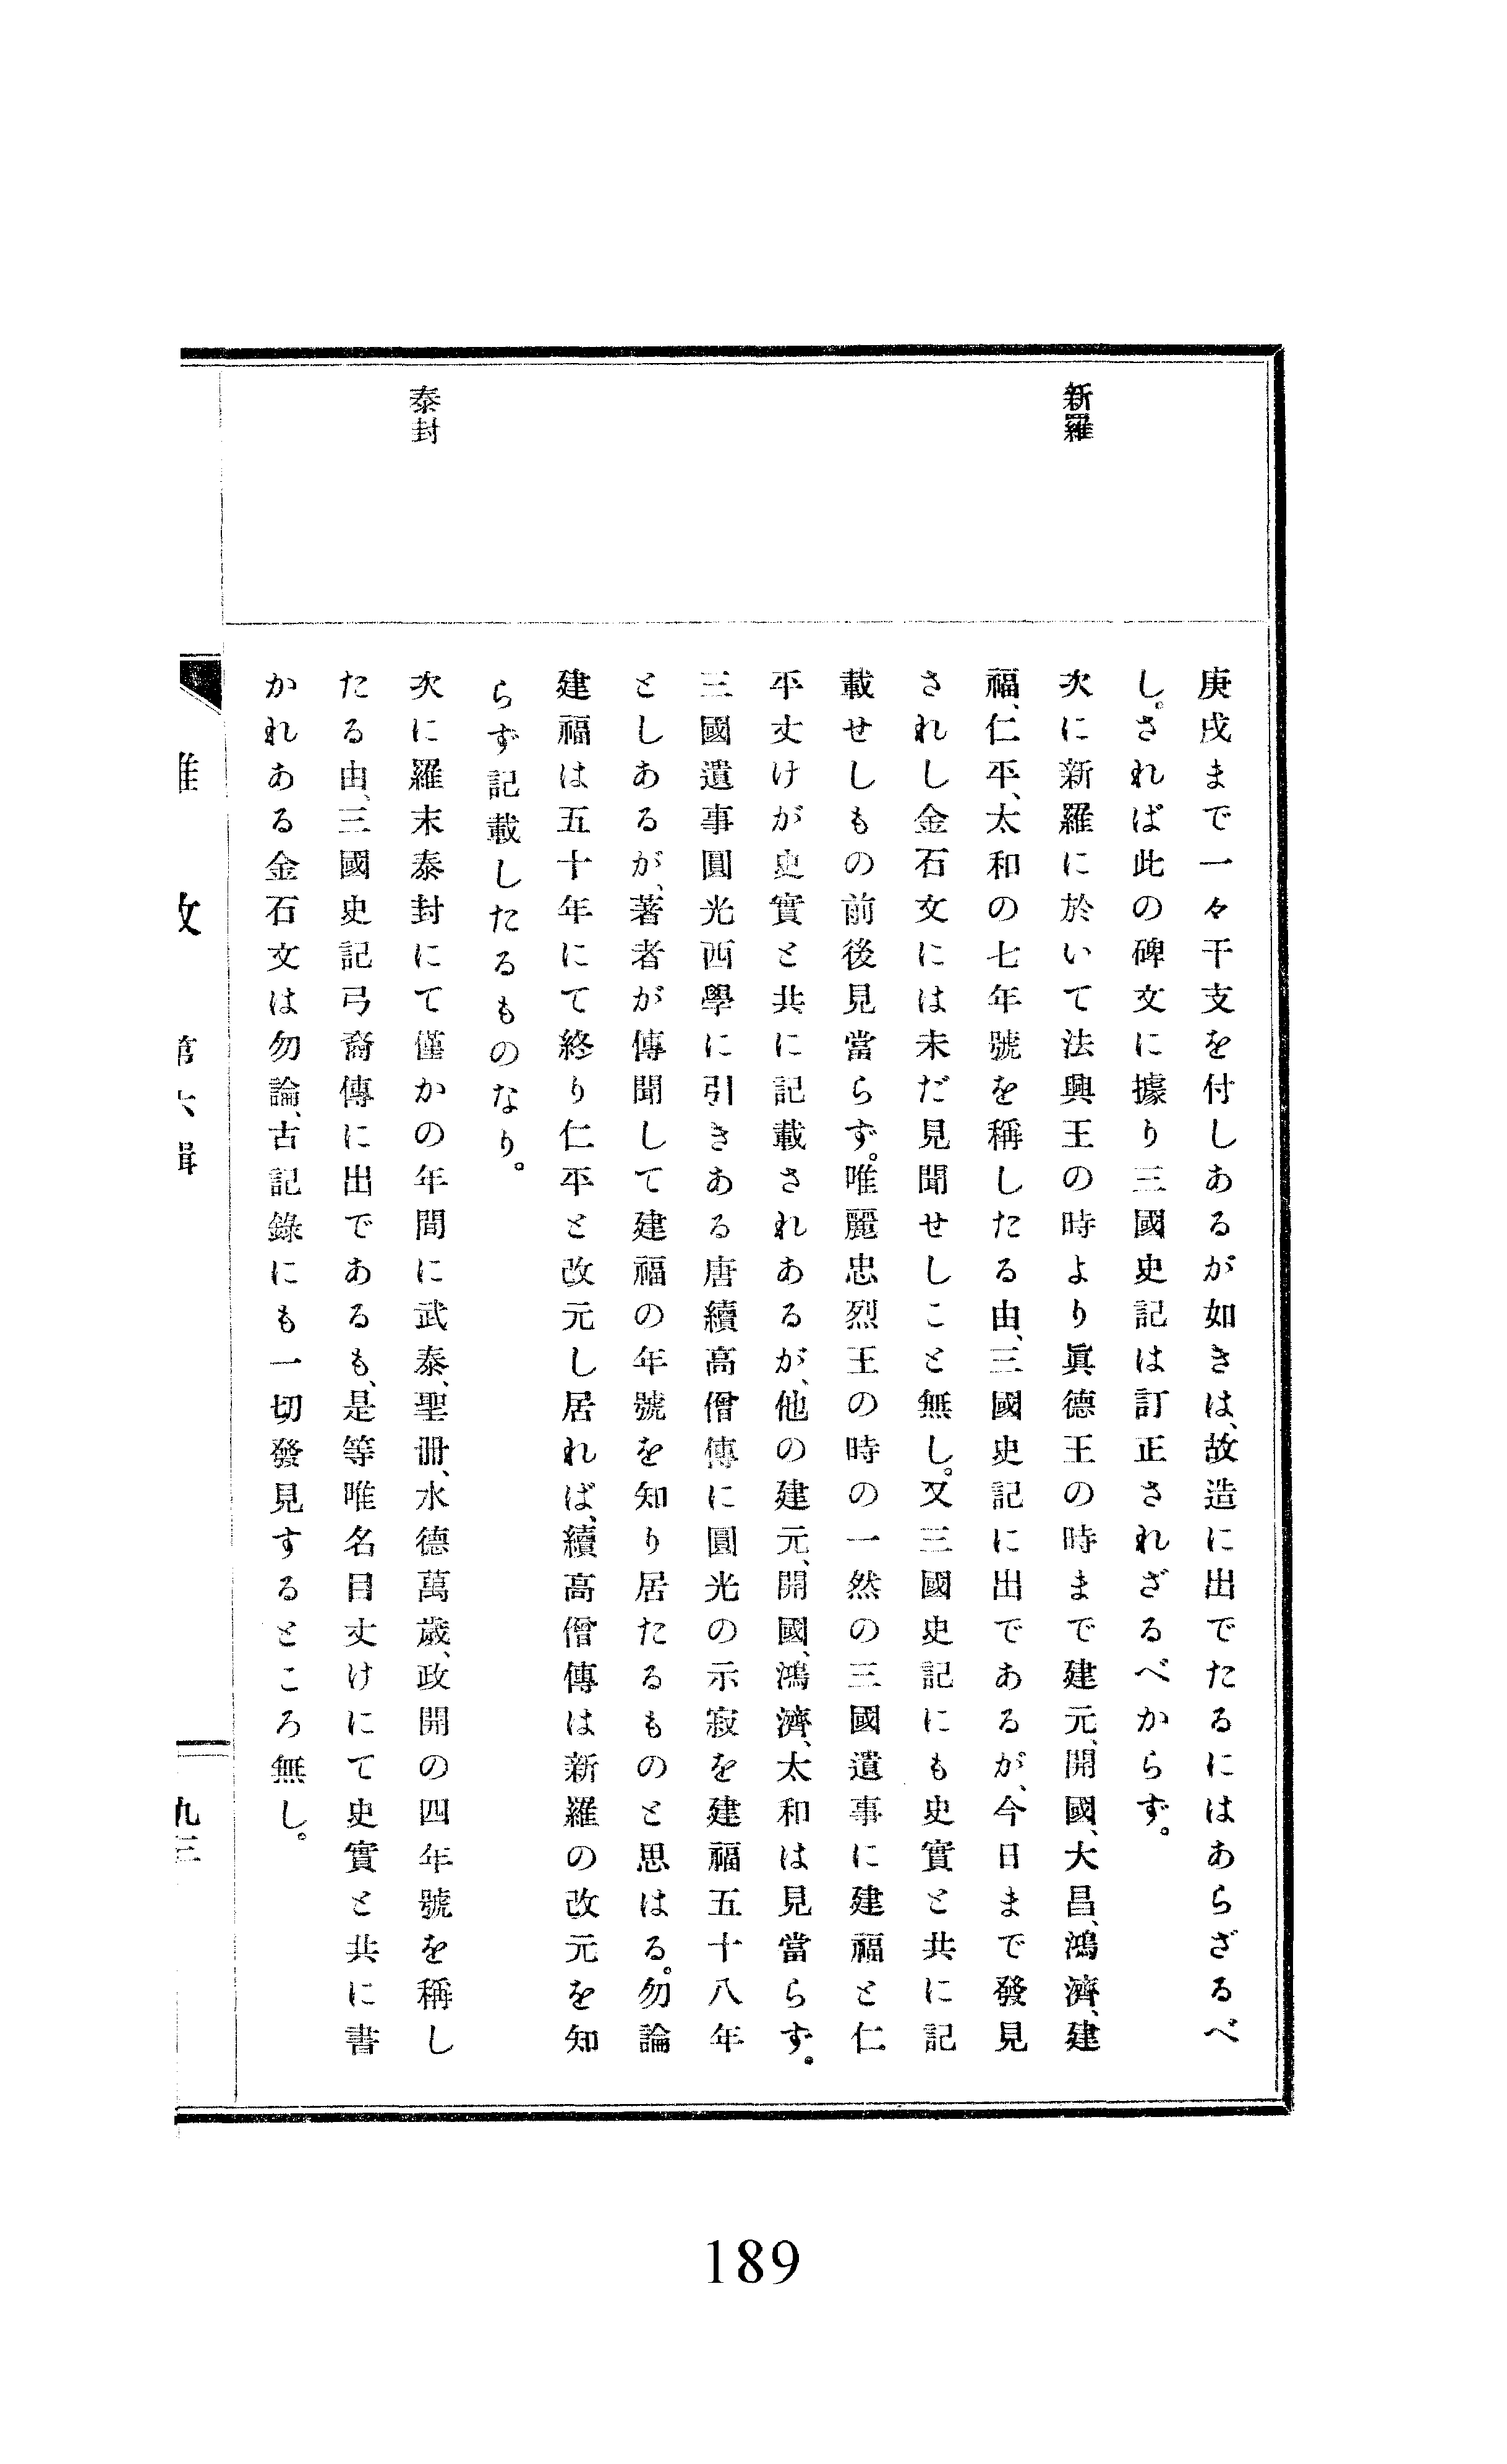 新羅
庚戌まで一々干支を付しあるが如きは、故造に出でたるにはあらざるべ
し。されば此の碑文に據り三國史記は訂正されざるべからず。
次に新羅に於いて法興王の時より眞德王の時まで建元、開國、大昌、鴻濟、建
福、仁平、太和の七年號を稱したる由、三國史記に出であるが、今日まで發見
されし金石文には未だ見聞せしこと無し。又三國史記にも史實と共に記
載せしもの前後見當らず。唯麗忠烈王の時の一然の三國遺事に建福と仁
平丈けが史實と共に記載されあるが、他の建元、開國、鴻濟、太和は見當らず。
三國遺事圓光西學に引きある唐續高僧傳に圓光の示寂を建福五十八年
としあるが、著者が傳聞して建福の年號を知り居たるものと思はる。勿論
建福は五十年にて終り仁平と改元し居れば、續高僧傳は新羅の改元を知
らず記載したるものなり。
泰封
次に羅末泰封にて僅かの年間に武泰、聖冊、水德萬歲、政開の四年號を稱し
たる由、三國史記弓裔傳に出であるも、是等唯名目丈けにて史實と共に書
かれある金石文は勿論、古記錄にも一切發見するところ無し。
九三
189